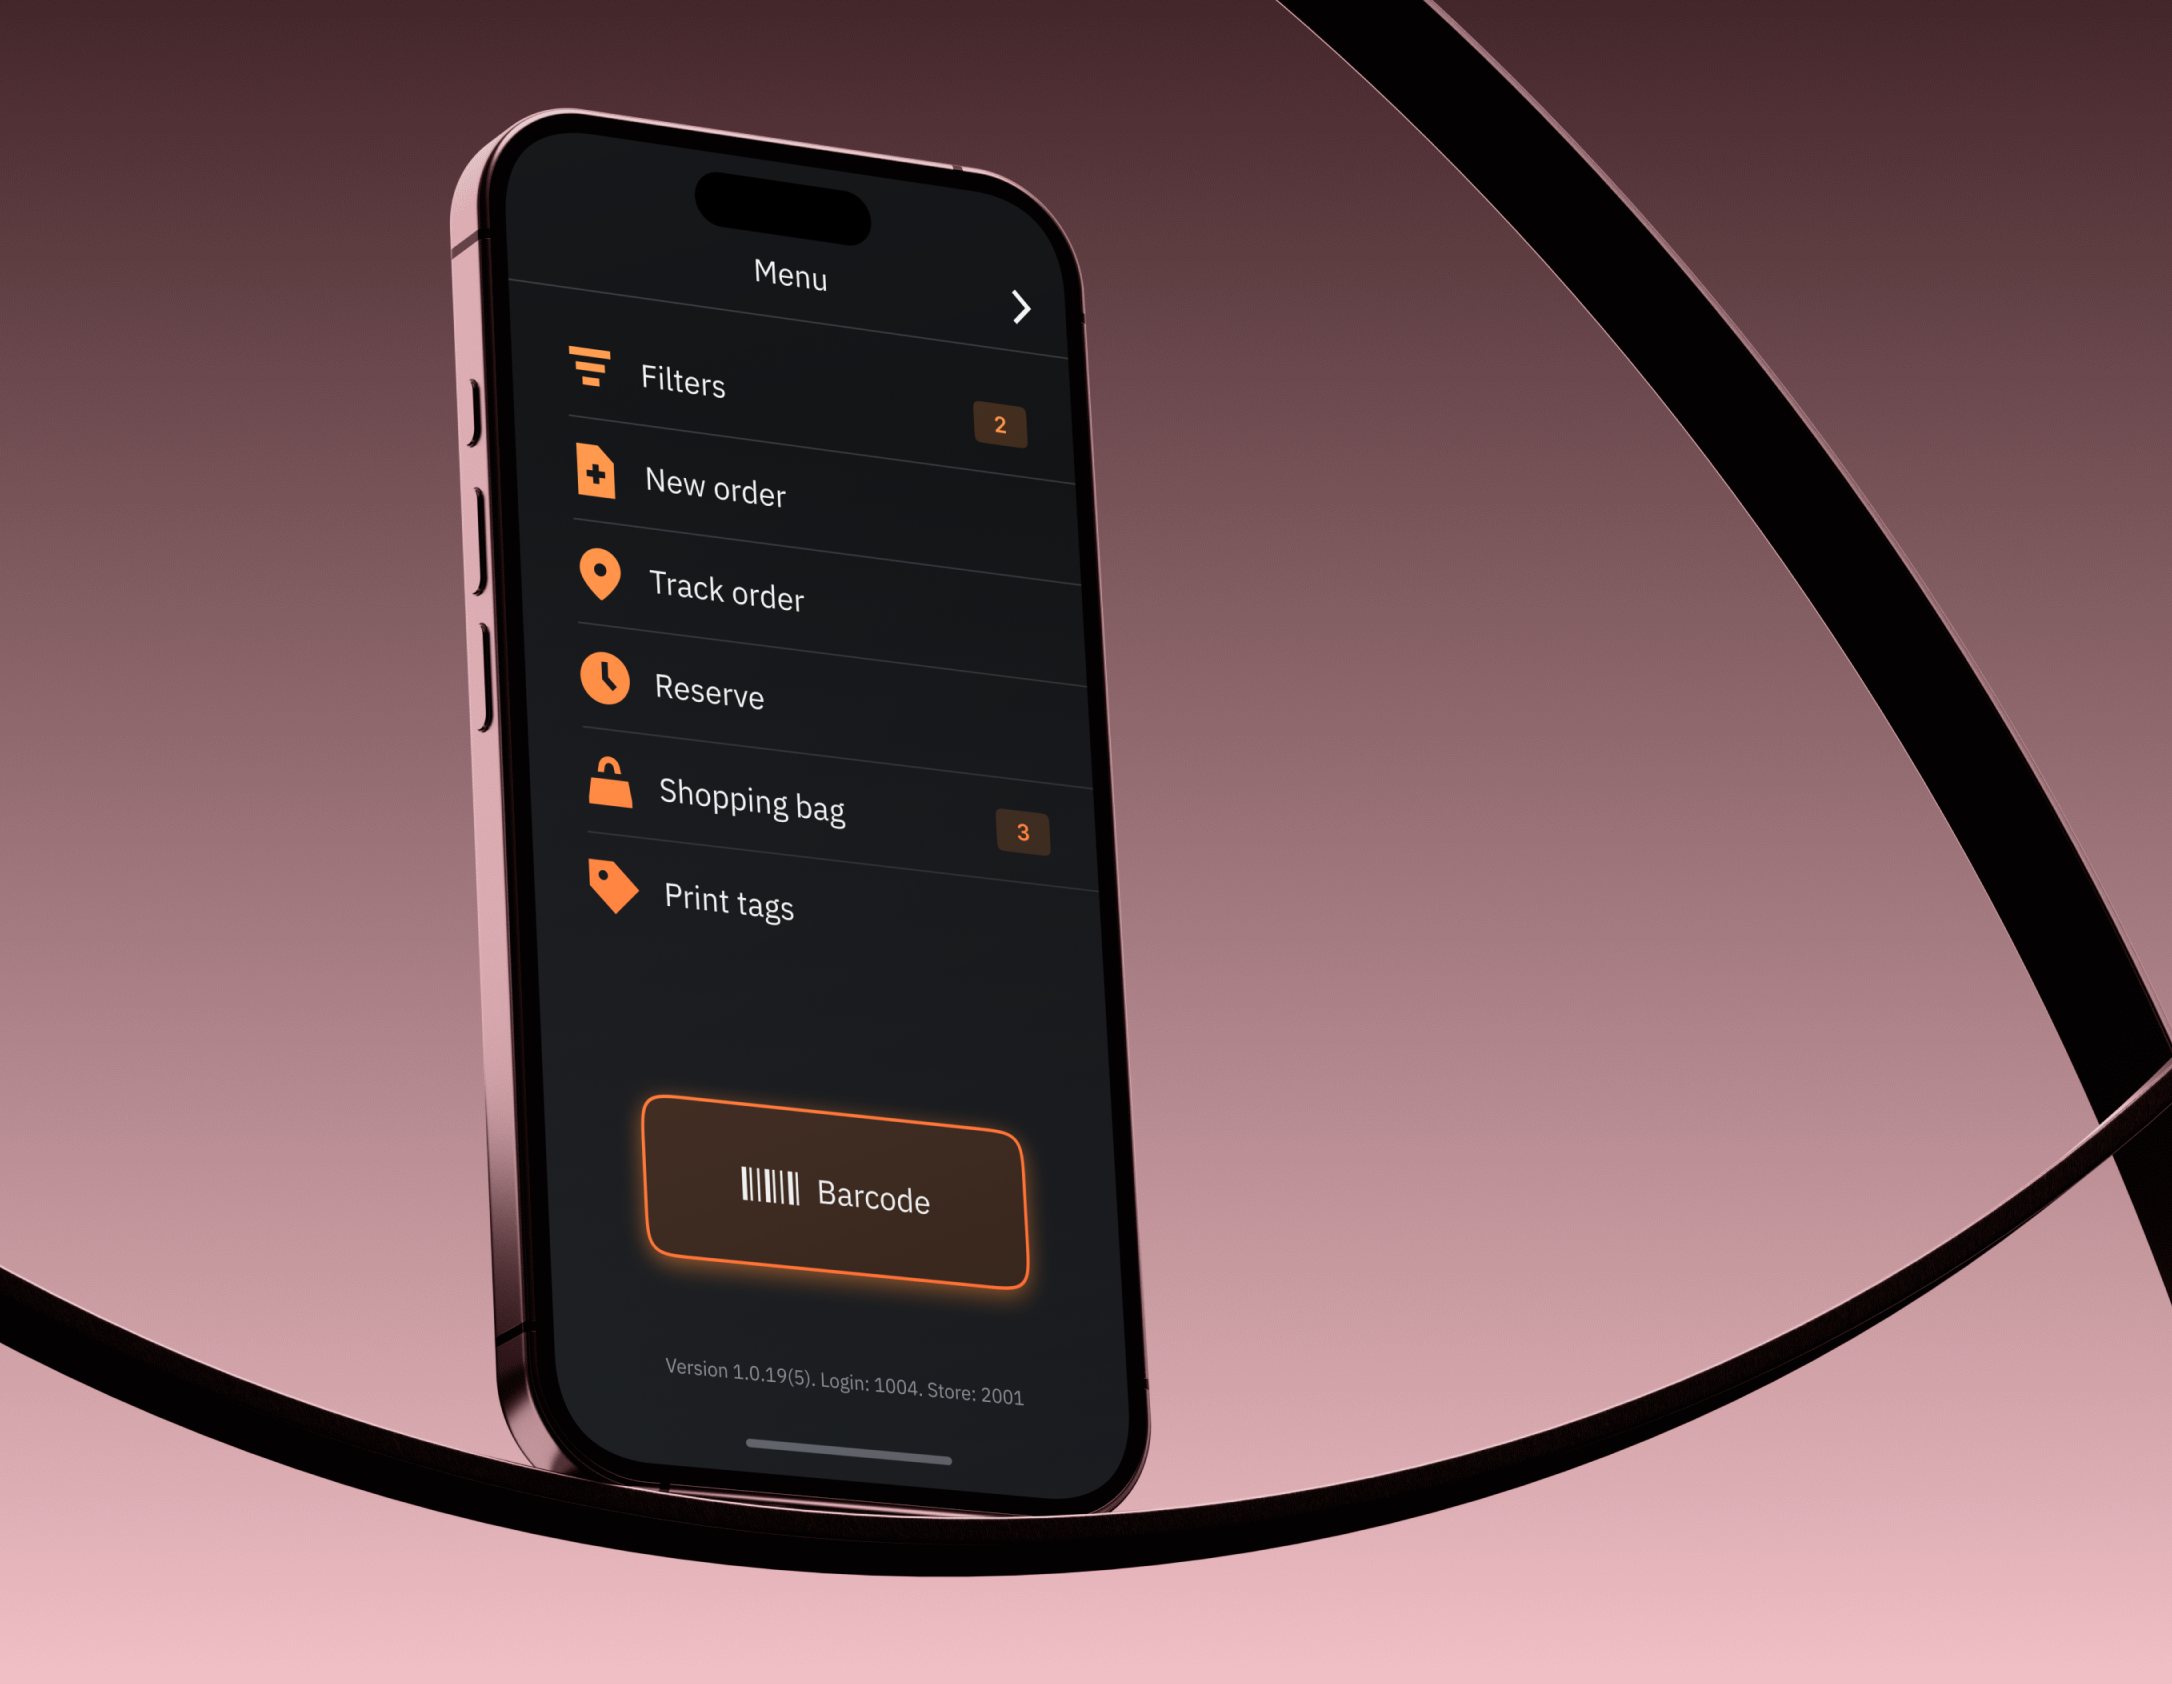 Menu
Filters
2
New order
Track order
Reserve
Shopping bag
3
Print tags
Barcode
Version 1.0.19(5). Login: 1004. Store: 2001